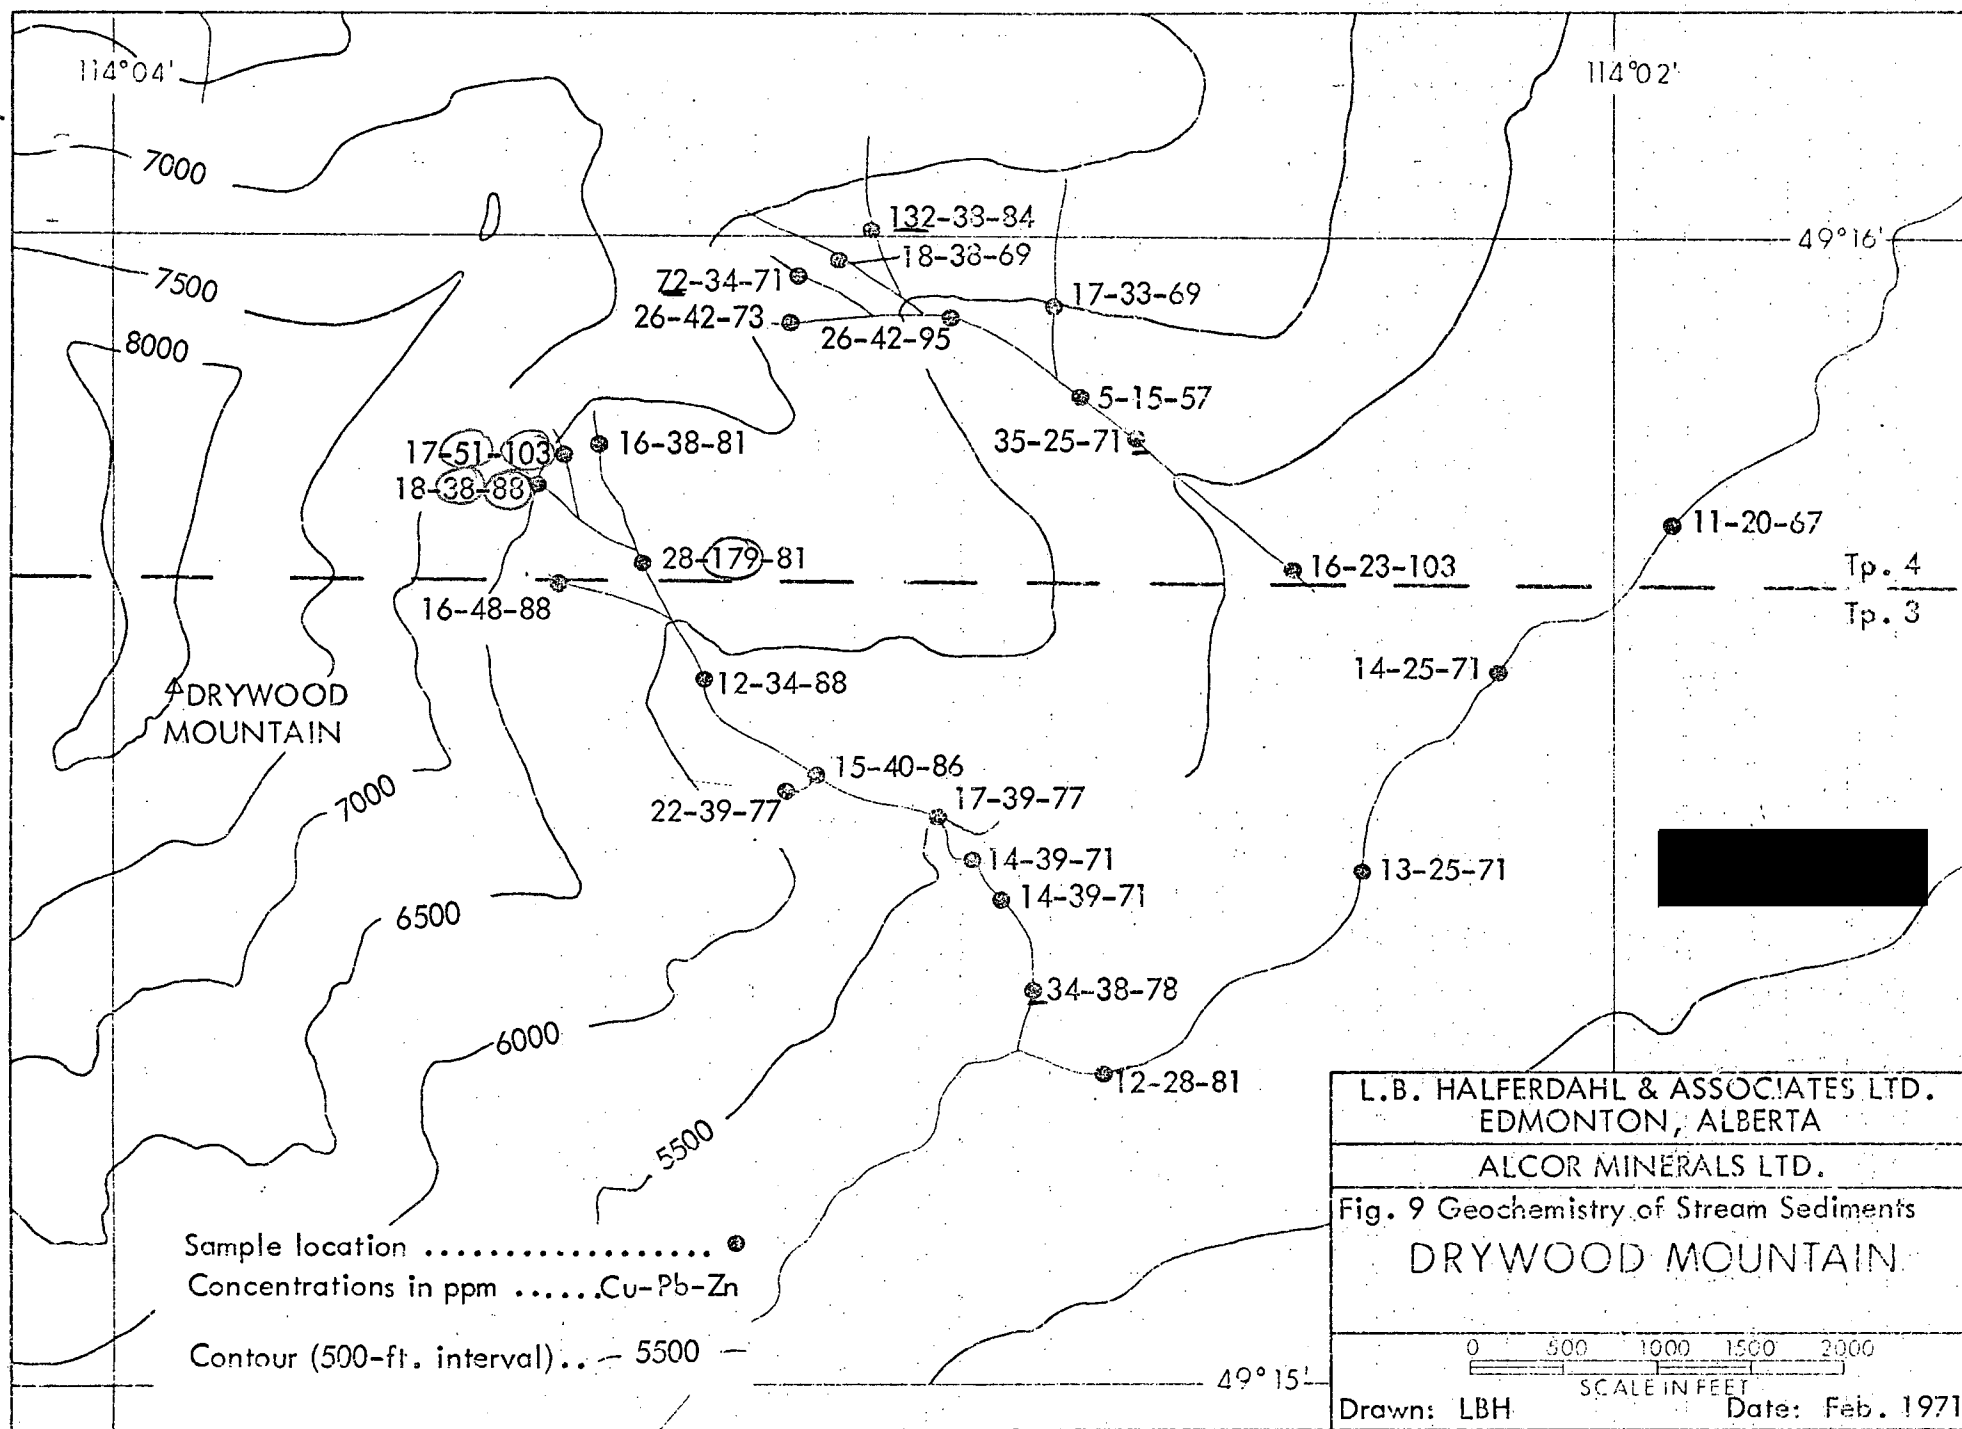 114°04'
114°02'
7000
132-33-84
18-38-69
49°16'
72-34-71
7500
17-33-69
26-42-73
26-42-95
8000
5-15-57
35-25-71
17-51-103
16-38-81
18-38-88
11-20-67
28-179-81
16-23-103
Tp. 4
16-48-88
Tp. 3
14-25-71
12-34-88
DRYWOOD
MOUNTAIN
15-40-86
7000
22-39-77
17-39-77
14-39-71
13-25-71
14-39-71
6500
34-38-78
6000
12-28-81
5500
L.B. HALFERDAHL & ASSOCIATES LTD.
EDMONTON, ALBERTA
ALCOR MINERALS LTD.
Fig. 9 Geochemistry of Stream Sediments
DRYWOOD MOUNTAIN
Sample location ..................
Concentrations in ppm ......Cu-Pb-Zn
Contour (500-ft. interval) .. - 5500 -
49°15'
0 500 1000 1500 2000
SCALE IN FEET
Drawn: LBH Date: Feb. 1971